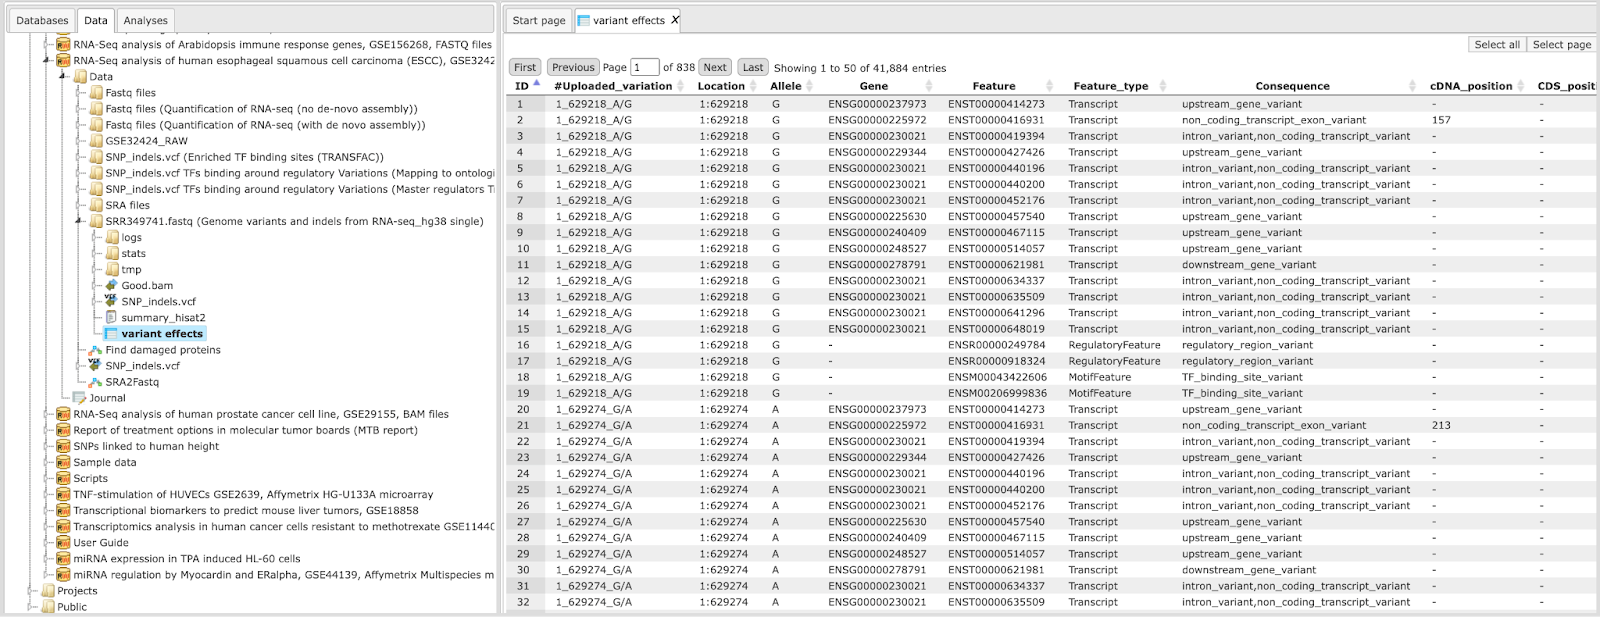 Databases Data Analyses
RNA-Seq analysis of Arabidopsis immune response genes, GSE156268, FASTQ files
RNA-Seq analysis of human esophageal squamous cell carcinoma (ESCC), GSE3242
Data
Fastq files
Fastq files (Quantification of RNA-seq (no de-novo assembly))
Fastq files (Quantification of RNA-seq (with de novo assembly))
GSE32424_RAW
SNP_indels.vcf (Enriched TF binding sites (TRANSFAC))
SNP_indels.vcf TFs binding around regulatory Variations (Mapping to ontologi
SNP_indels.vcf TFs binding around regulatory Variations (Master regulators T
SRA files
SRR349741.fastq (Genome variants and indels from RNA-seq_hg38 single)
logs
stats
tmp
Good.bam
SNP_indels.vcf
summary_hisat2
variant effects
Find damaged proteins
SNP_indels.vcf
SRA2Fastq
Journal
RNA-Seq analysis of human prostate cancer cell line, GSE29155, BAM files
Report of treatment options in molecular tumor boards (MTB report)
SNPs linked to human height
Sample data
Scripts
TNF-stimulation of HUVECs GSE2639, Affymetrix HG-U133A microarray
Transcriptional biomarkers to predict mouse liver tumors, GSE18858
Transcriptomics analysis in human cancer cells resistant to methotrexate GSE1144(
User Guide
miRNA expression in TPA induced HL-60 cells
miRNA regulation by Myocardin and ERalpha, GSE44139, Affymetrix Multispecies m
Projects
Public
Start page variant effects X
Select all Select page
First Previous Page 1 of 838 Next Last Showing 1 to 50 of 41,884 entries
ID #Uploaded_variation Location Allele Gene Feature Feature_type Consequence cDNA_position CDS_positi
1 1_629218_A/G 1:629218 G ENSG00000237973 ENST00000414273 Transcript upstream_gene_variant - -
2 1_629218_A/G 1:629218 G ENSG00000225972 ENST00000416931 Transcript non_coding_transcript_exon_variant 157 -
3 1_629218_A/G 1:629218 G ENSG00000230021 ENST00000419394 Transcript intron_variant,non_coding_transcript_variant - -
4 1_629218_A/G 1:629218 G ENSG00000229344 ENST00000427426 Transcript upstream_gene_variant - -
5 1_629218_A/G 1:629218 G ENSG00000230021 ENST00000440196 Transcript intron_variant,non_coding_transcript_variant - -
6 1_629218_A/G 1:629218 G ENSG00000230021 ENST00000440200 Transcript intron_variant,non_coding_transcript_variant - -
7 1_629218_A/G 1:629218 G ENSG00000230021 ENST00000452176 Transcript intron_variant,non_coding_transcript_variant - -
8 1_629218_A/G 1:629218 G ENSG00000225630 ENST00000457540 Transcript upstream_gene_variant - -
9 1_629218_A/G 1:629218 G ENSG00000240409 ENST00000467115 Transcript upstream_gene_variant - -
10 1_629218_A/G 1:629218 G ENSG00000248527 ENST00000514057 Transcript upstream_gene_variant - -
11 1_629218_A/G 1:629218 G ENSG00000278791 ENST00000621981 Transcript downstream_gene_variant - -
12 1_629218_A/G 1:629218 G ENSG00000230021 ENST00000634337 Transcript intron_variant,non_coding_transcript_variant - -
13 1_629218_A/G 1:629218 G ENSG00000230021 ENST00000635509 Transcript intron_variant,non_coding_transcript_variant - -
14 1_629218_A/G 1:629218 G ENSG00000230021 ENST00000641296 Transcript intron_variant,non_coding_transcript_variant - -
15 1_629218_A/G 1:629218 G ENSG00000230021 ENST00000648019 Transcript intron_variant,non_coding_transcript_variant - -
16 1_629218_A/G 1:629218 G - ENSR00000249784 RegulatoryFeature regulatory_region_variant - -
17 1_629218_A/G 1:629218 G - ENSR00000918324 RegulatoryFeature regulatory_region_variant - -
18 1_629218_A/G 1:629218 G - ENSM00043422606 MotifFeature TF_binding_site_variant - -
19 1_629218_A/G 1:629218 G - ENSM00206999836 MotifFeature TF_binding_site_variant - -
20 1_629274_G/A 1:629274 A ENSG00000237973 ENST00000414273 Transcript upstream_gene_variant - -
21 1_629274_G/A 1:629274 A ENSG00000225972 ENST00000416931 Transcript non_coding_transcript_exon_variant 213 -
22 1_629274_G/A 1:629274 A ENSG00000230021 ENST00000419394 Transcript intron_variant,non_coding_transcript_variant - -
23 1_629274_G/A 1:629274 A ENSG00000229344 ENST00000427426 Transcript upstream_gene_variant - -
24 1_629274_G/A 1:629274 A ENSG00000230021 ENST00000440196 Transcript intron_variant,non_coding_transcript_variant - -
25 1_629274_G/A 1:629274 A ENSG00000230021 ENST00000440200 Transcript intron_variant,non_coding_transcript_variant - -
26 1_629274_G/A 1:629274 A ENSG00000230021 ENST00000452176 Transcript intron_variant,non_coding_transcript_variant - -
27 1_629274_G/A 1:629274 A ENSG00000225630 ENST00000457540 Transcript upstream_gene_variant - -
28 1_629274_G/A 1:629274 A ENSG00000240409 ENST00000467115 Transcript upstream_gene_variant - -
29 1_629274_G/A 1:629274 A ENSG00000248527 ENST00000514057 Transcript upstream_gene_variant - -
30 1_629274_G/A 1:629274 A ENSG00000278791 ENST00000621981 Transcript downstream_gene_variant - -
31 1_629274_G/A 1:629274 A ENSG00000230021 ENST00000634337 Transcript intron_variant,non_coding_transcript_variant - -
32 1_629274_G/A 1:629274 A ENSG00000230021 ENST00000635509 Transcript intron_variant,non_coding_transcript_variant - -